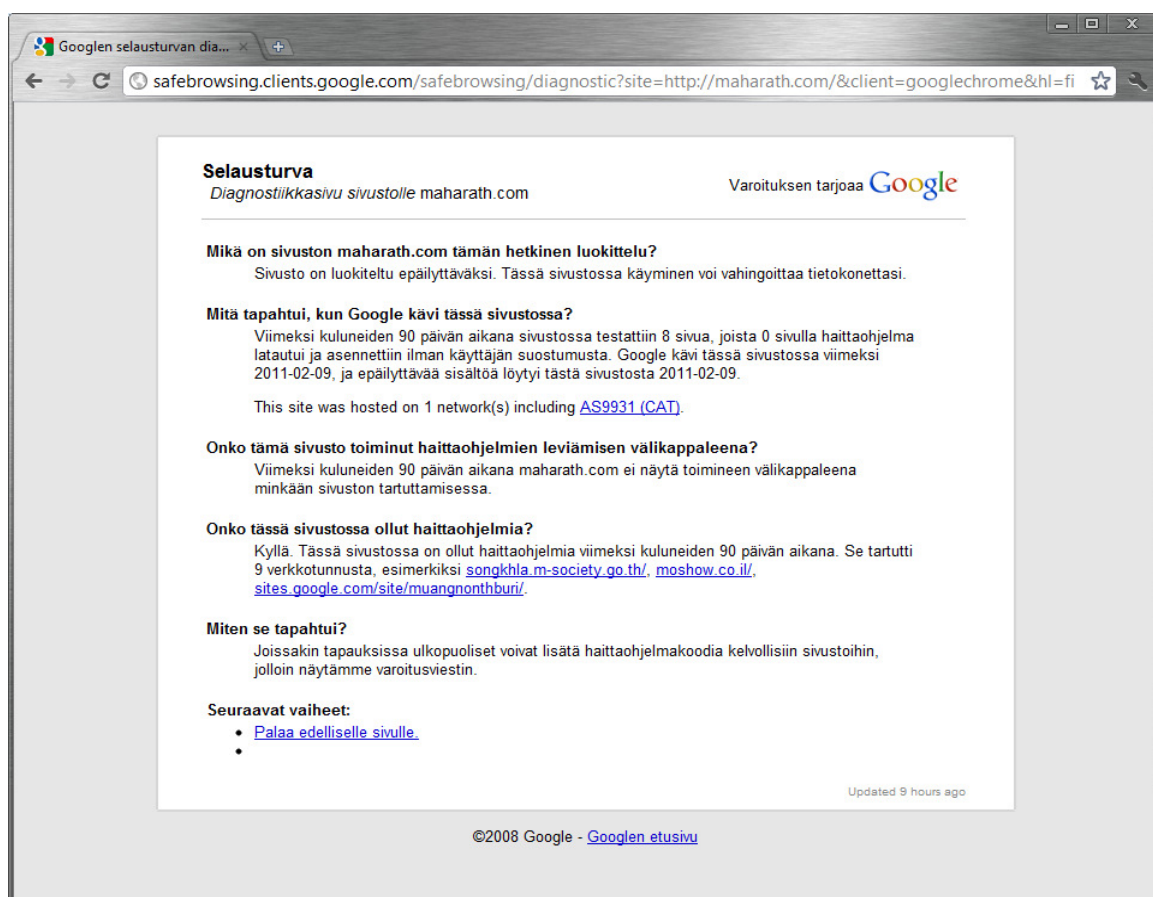 Googlen selausturvan dia...
safebrowsing.clients.google.com/safebrowsing/diagnostic?site=http://maharath.com/&client=googlechrome&hl=fi
Selausturva
Diagnostiikkasivu sivustolle maharath.com
Varoituksen tarjoaa Google
Mikä on sivuston maharath.com tämän hetkinen luokittelu?
Sivusto on luokiteltu epäilyttäväksi. Tässä sivustossa käyminen voi vahingoittaa tietokonettasi.
Mitä tapahtui, kun Google kävi tässä sivustossa?
Viimeksi kuluneiden 90 päivän aikana sivustossa testattiin 8 sivua, joista 0 sivulla haittaohjelma
latautui ja asennettiin ilman käyttäjän suostumusta. Google kävi tässä sivustossa viimeksi
2011-02-09, ja epäilyttävää sisältöä löytyi tästä sivustosta 2011-02-09.
This site was hosted on 1 network(s) including AS9931 (CAT).
Onko tämä sivusto toiminut haittaohjelmien leviämisen välikappaleena?
Viimeksi kuluneiden 90 päivän aikana maharath.com ei näytä toimineen välikappaleena
minkään sivuston tartuttamisessa.
Onko tässä sivustossa ollut haittaohjelmia?
Kyllä. Tässä sivustossa on ollut haittaohjelmia viimeksi kuluneiden 90 päivän aikana. Se tartutti
9 verkkotunnusta, esimerkiksi songkhla.m-society.go.th/, moshow.co.il/,
sites.google.com/site/muangnonthburi/.
Miten se tapahtui?
Joissakin tapauksissa ulkopuoliset voivat lisätä haittaohjelmakoodia kelvollisiin sivustoihin,
jolloin näytämme varoitusviestin.
Seuraavat vaiheet:
Palaa edelliselle sivulle.
Updated 9 hours ago
©2008 Google - Googlen etusivu